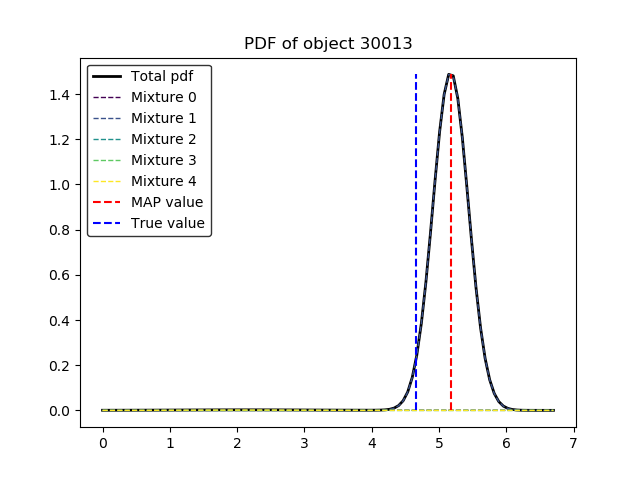 PDF of object 30013
Total pdf
Mixture 0
Mixture 1
Mixture 2
Mixture 3
Mixture 4
MAP value
True value
1.4
1.2
1.0
0.8
0.6
0.4
0.2
0.0
0 1 2 3 4 5 6 7